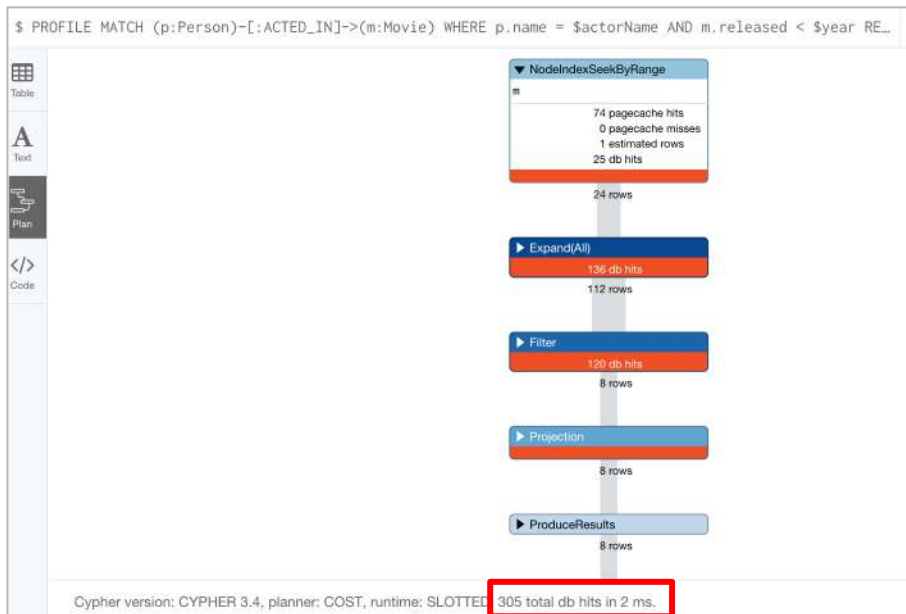 $ PROFILE MATCH (p:Person)-[:ACTED_IN]->(m:Movie) WHERE p.name = $actorName AND m.released < $year RE…
Table
A
Text
Plan
</>
Code
NodeIndexSeekByRange
m
74 pagecache hits
0 pagecache misses
1 estimated rows
25 db hits
24 rows
Expand(All)
136 db hits
112 rows
Filter
120 db hits
8 rows
Projection
8 rows
ProduceResults
8 rows
Cypher version: CYPHER 3.4, planner: COST, runtime: SLOTTED. 305 total db hits in 2 ms.